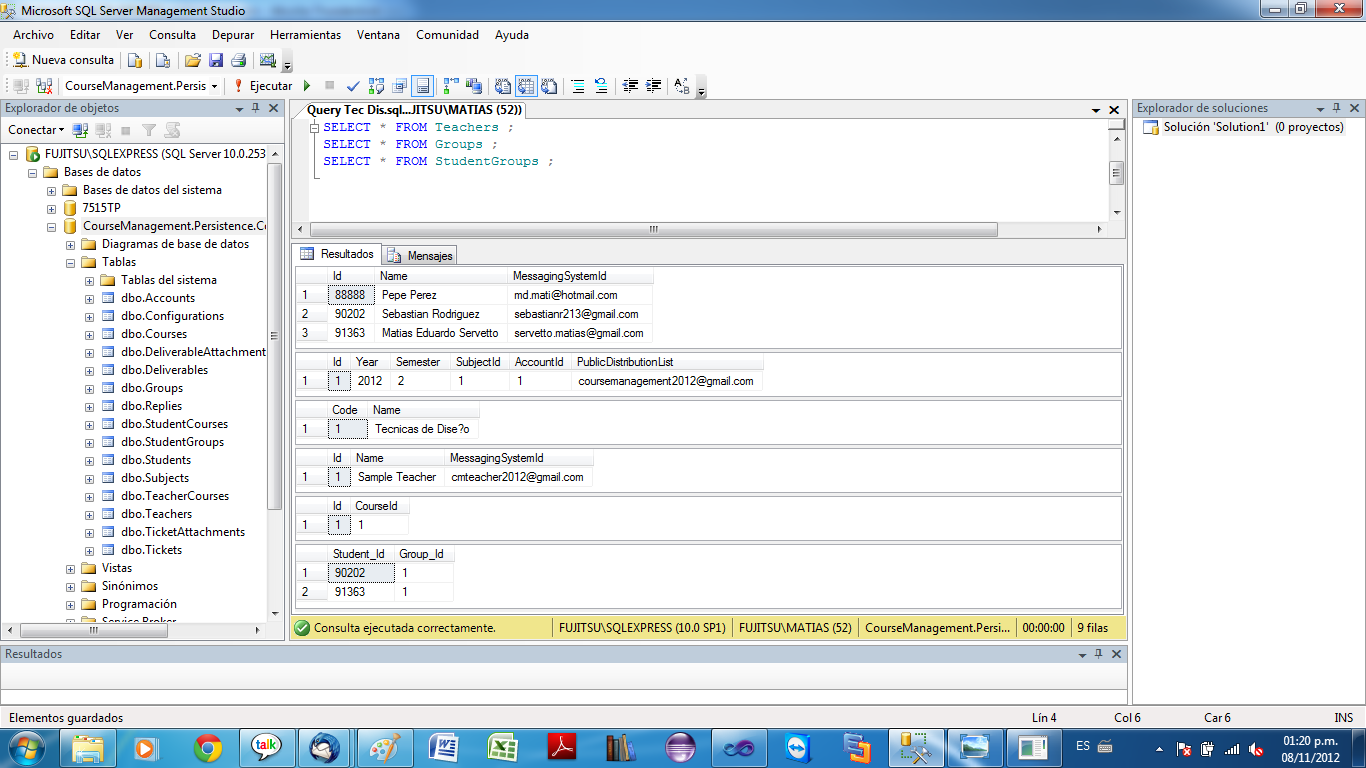 Microsoft SQL Server Management Studio
Archivo Editar Ver Consulta Depurar Herramientas Ventana Comunidad Ayuda
Nueva consulta
CourseManagement.Persis Ejecutar
Explorador de objetos
Conectar
FUJITSU\SQLEXPRESS (SQL Server 10.0.253
Bases de datos
Bases de datos del sistema
7515TP
CourseManagement.Persistence.Co
Diagramas de base de datos
Tablas
Tablas del sistema
dbo.Accounts
dbo.Configurations
dbo.Courses
dbo.DeliverableAttachment
dbo.Deliverables
dbo.Groups
dbo.Replies
dbo.StudentCourses
dbo.StudentGroups
dbo.Students
dbo.Subjects
dbo.TeacherCourses
dbo.Teachers
dbo.TicketAttachments
dbo.Tickets
Vistas
Sinónimos
Programación
Service Broker
Query Tec Dis.sql...JITSU\MATIAS (52))
SELECT * FROM Teachers ;
SELECT * FROM Groups ;
SELECT * FROM StudentGroups ;
Resultados Mensajes
Id Name MessagingSystemId
1 88888 Pepe Perez md.mati@hotmail.com
2 90202 Sebastian Rodriguez sebastianr213@gmail.com
3 91363 Matias Eduardo Servetto servetto.matias@gmail.com
Id Year Semester SubjectId AccountId PublicDistributionList
1 1 2012 2 1 1 coursemanagement2012@gmail.com
Code Name
1 1 Tecnicas de Dise?o
Id Name MessagingSystemId
1 1 Sample Teacher cmteacher2012@gmail.com
Id CourseId
1 1 1
Student_Id Group_Id
1 90202 1
2 91363 1
Consulta ejecutada correctamente. FUJITSU\SQLEXPRESS (10.0 SP1) FUJITSU\MATIAS (52) CourseManagement.Persi... 00:00:00 9 filas
Explorador de soluciones
Solución 'Solution1' (0 proyectos)
Resultados
Elementos guardados Lín 4 Col 6 Car 6 INS
talk
ES
01:20 p.m.
08/11/2012